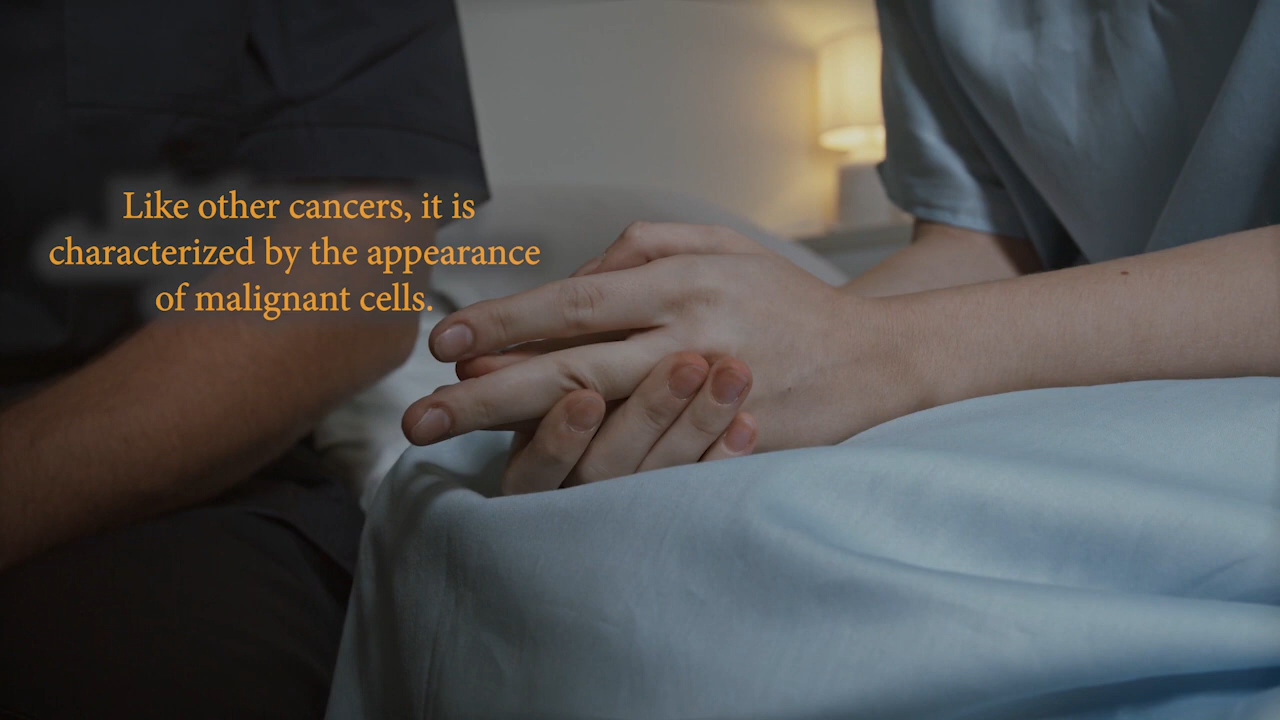 Like other cancers, it is
characterized by the appearance
of malignant cells.